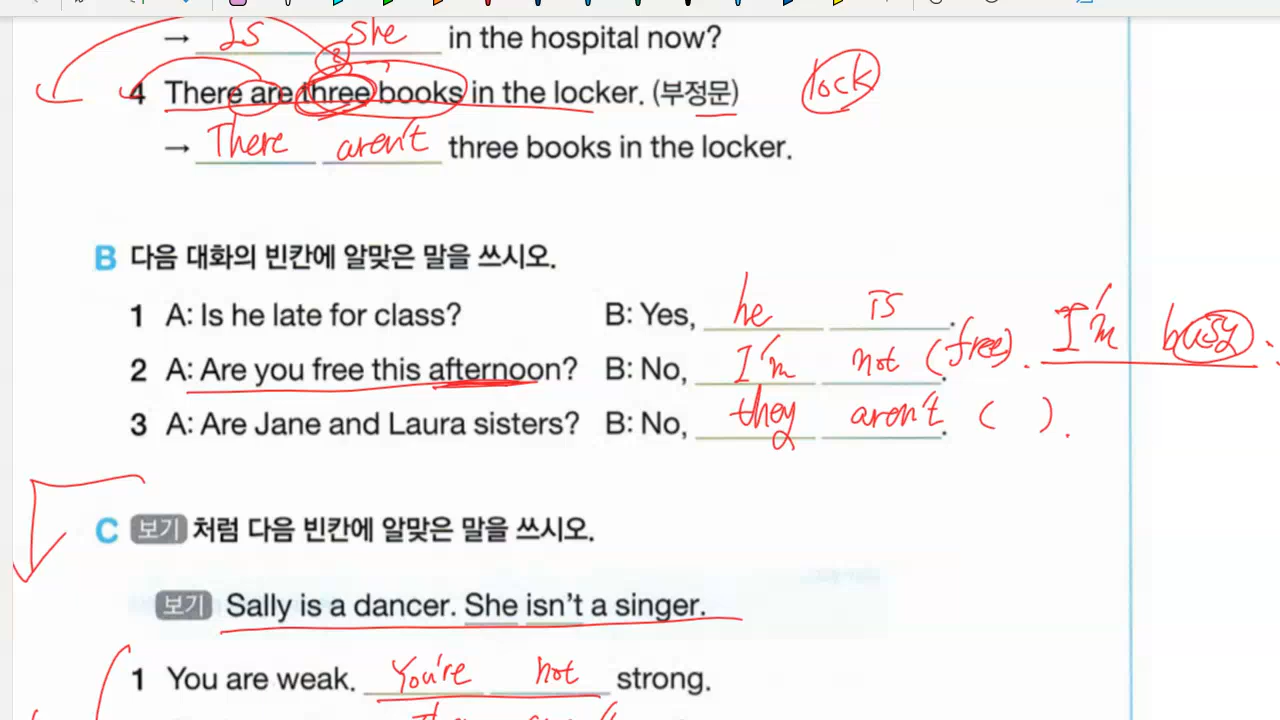 → Is she in the hospital now?
4 There are three books in the locker. (부정문) lock
→ There aren't three books in the locker.
B 다음 대화의 빈칸에 알맞은 말을 쓰시오.
1 A: Is he late for class? B: Yes, he is.
2 A: Are you free this afternoon? B: No, I'm not (free). I'm busy.
3 A: Are Jane and Laura sisters? B: No, they aren't ( ).
C 보기 처럼 다음 빈칸에 알맞은 말을 쓰시오.
보기 Sally is a dancer. She isn't a singer.
1 You are weak. You're not strong.